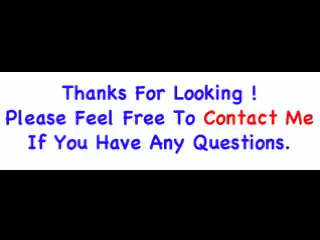 Thanks For Looking !
Please Feel Free To Contact Me
If You Have Any Questions.